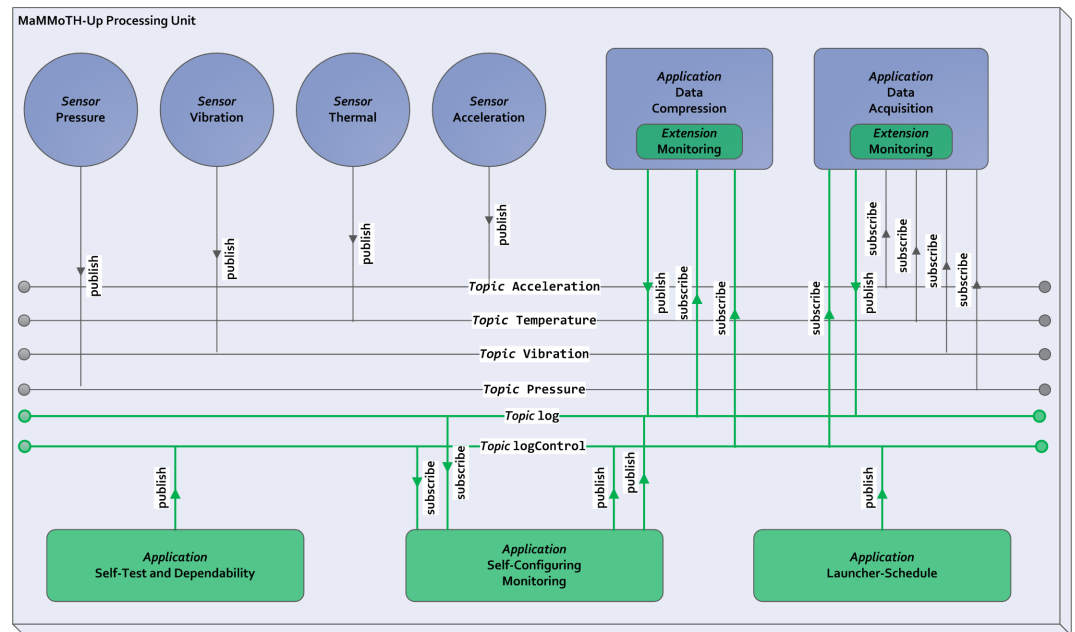 MaMMoTH-Up Processing Unit
Sensor
Pressure
Sensor
Vibration
Sensor
Thermal
Sensor
Acceleration
Application
Data
Compression
Extension
Monitoring
Application
Data
Acquisition
Extension
Monitoring
publish
publish
publish
publish
publish
subscribe
subscribe
subscribe
publish
subscribe
subscribe
subscribe
subscribe
Topic Acceleration
Topic Temperature
Topic Vibration
Topic Pressure
Topic log
Topic logControl
publish
subscribe
subscribe
publish
publish
publish
Application
Self-Test and Dependability
Application
Self-Configuring
Monitoring
Application
Launcher-Schedule